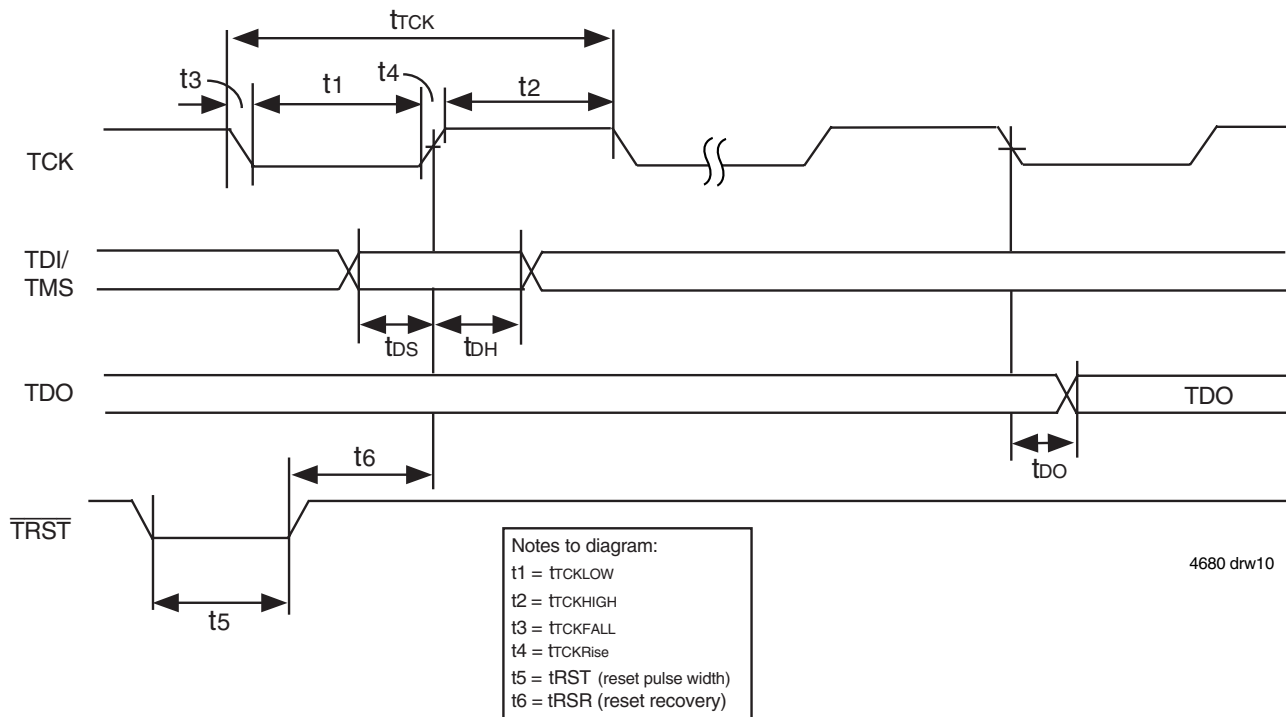 tTCK
t3
t1
t4
t2
TCK
TDI/
TMS
tDS
tDH
TDO
TDO
tDO
t6
TRST
t5
Notes to diagram:
t1 = tTCKLOW
t2 = tTCKHIGH
t3 = tTCKFALL
t4 = tTCKRise
t5 = tRST (reset pulse width)
t6 = tRSR (reset recovery)
4680 drw10